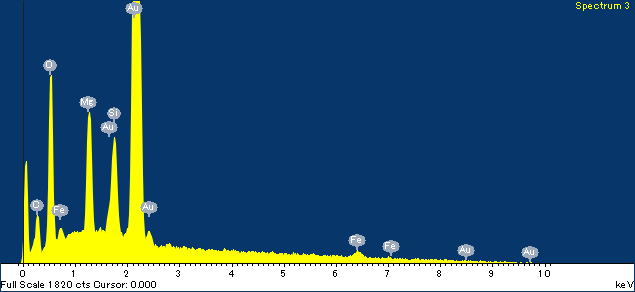 Spectrum 3
Au
O
Mg
Si
Au
Fe
Au
Fe
Fe
Au
Au
0 1 2 3 4 5 6 7 8 9 10
Full Scale 1820 cts Cursor: 0.000 keV